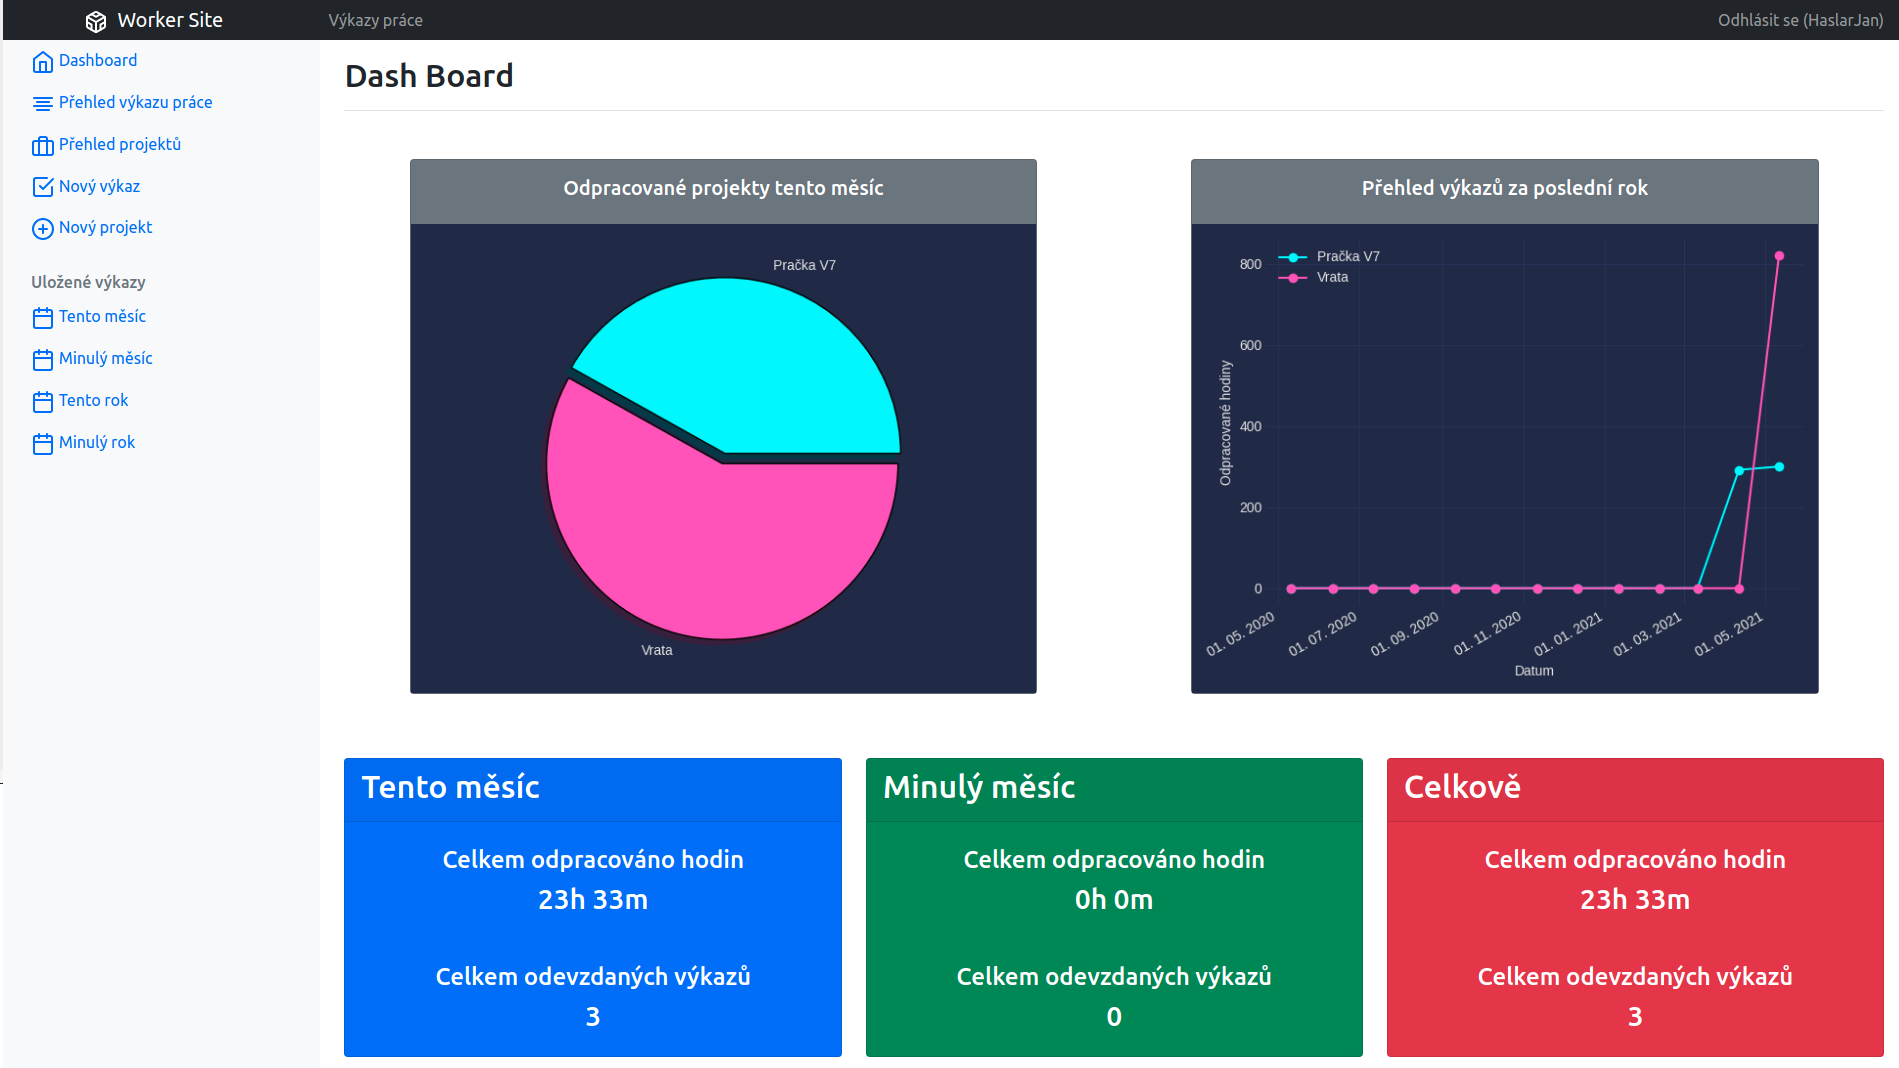 Worker Site
Výkazy práce
Odhlásit se (HaslarJan)
Dashboard
Přehled výkazu práce
Přehled projektů
Nový výkaz
Nový projekt
Uložené výkazy
Tento měsíc
Minulý měsíc
Tento rok
Minulý rok
Dash Board
Odpracované projekty tento měsíc
Pračka V7
Vrata
Přehled výkazů za poslední rok
Pračka V7
Vrata
Odpracované hodiny
800
600
400
200
0
01. 05. 2020
01. 07. 2020
01. 09. 2020
01. 11. 2020
01. 01. 2021
01. 03. 2021
01. 05. 2021
Datum
Tento měsíc
Celkem odpracováno hodin
23h 33m
Celkem odevzdaných výkazů
3
Minulý měsíc
Celkem odpracováno hodin
0h 0m
Celkem odevzdaných výkazů
0
Celkově
Celkem odpracováno hodin
23h 33m
Celkem odevzdaných výkazů
3